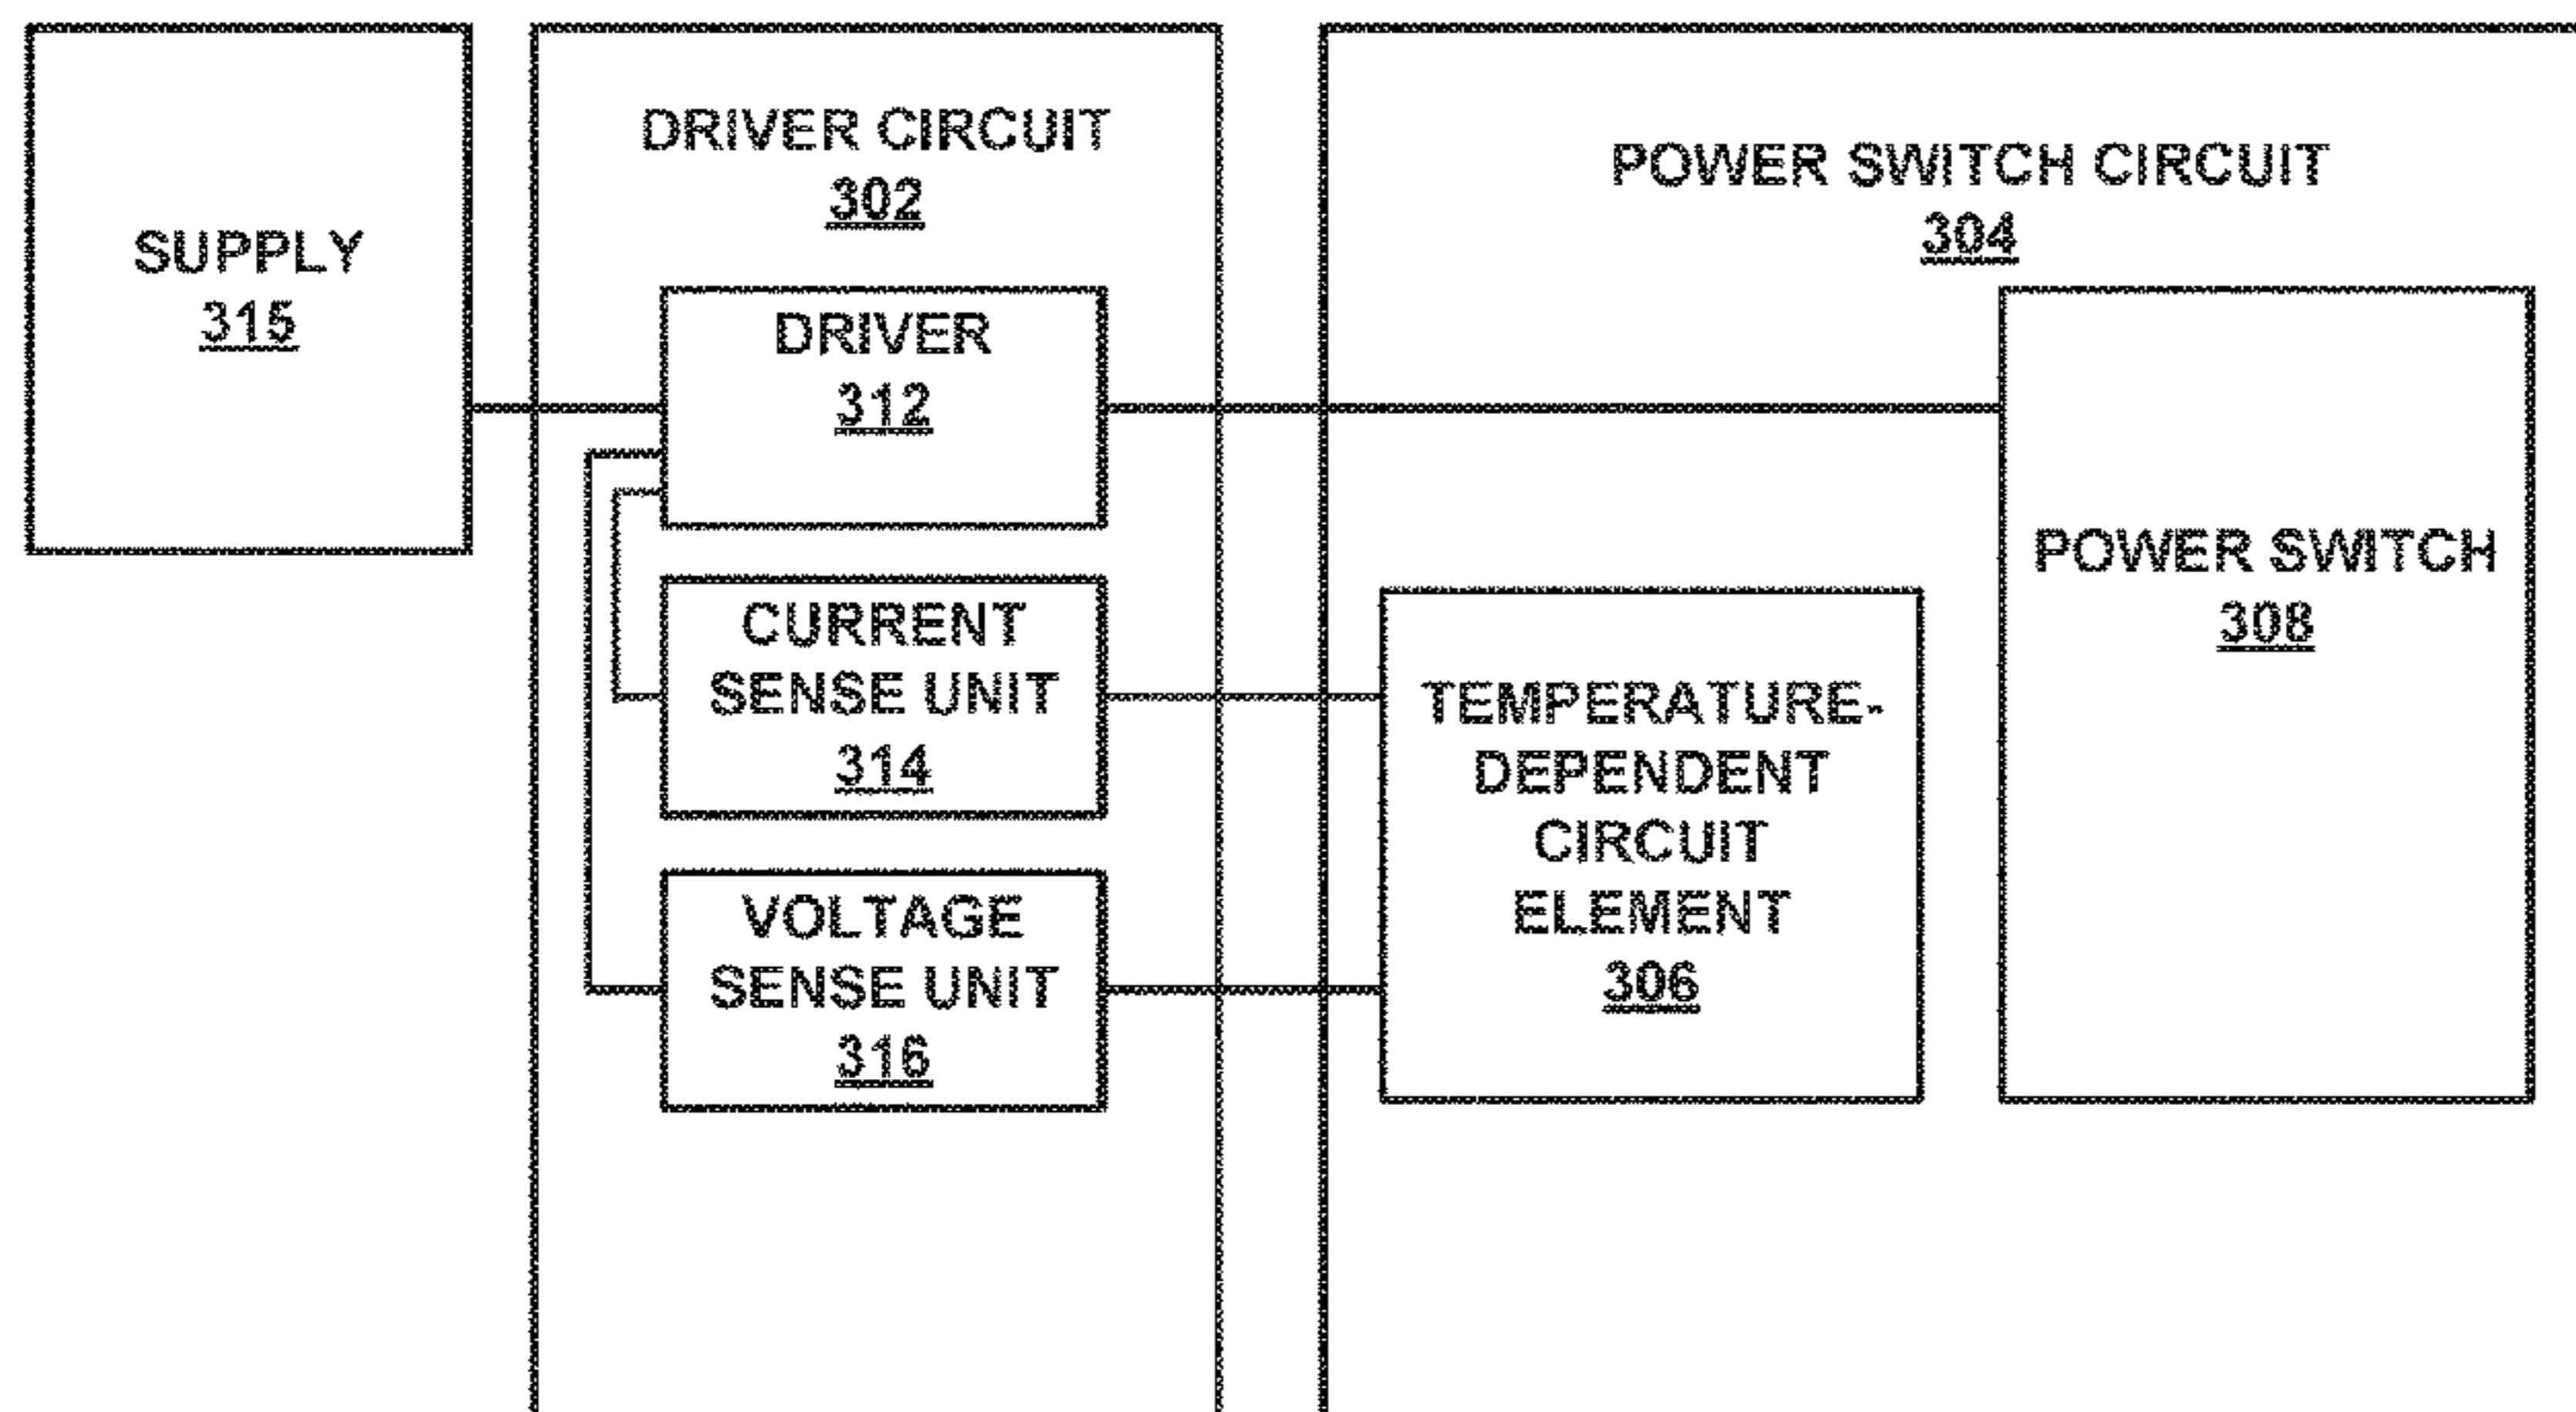 SUPPLY
315
DRIVER CIRCUIT
302
DRIVER
312
CURRENT
SENSE UNIT
314
VOLTAGE
SENSE UNIT
316
POWER SWITCH CIRCUIT
304
TEMPERATURE-
DEPENDENT
CIRCUIT
ELEMENT
306
POWER SWITCH
308